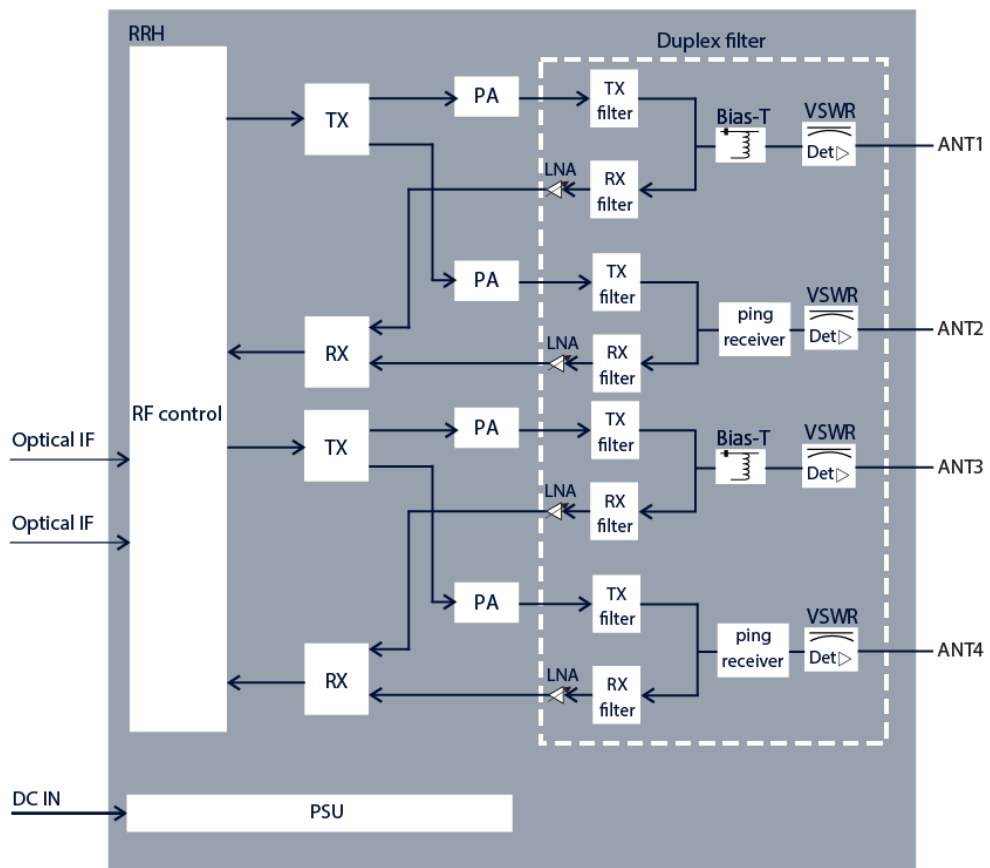 RRH
Duplex filter
TX
PA
TX
filter
Bias-T
VSWR
Det
ANT1
LNA
RX
filter
PA
TX
filter
ping
receiver
VSWR
Det
ANT2
RX
LNA
RX
filter
RF control
Optical IF
TX
PA
TX
filter
Bias-T
VSWR
Det
ANT3
LNA
RX
filter
Optical IF
PA
TX
filter
ping
receiver
VSWR
Det
ANT4
RX
LNA
RX
filter
DC IN
PSU